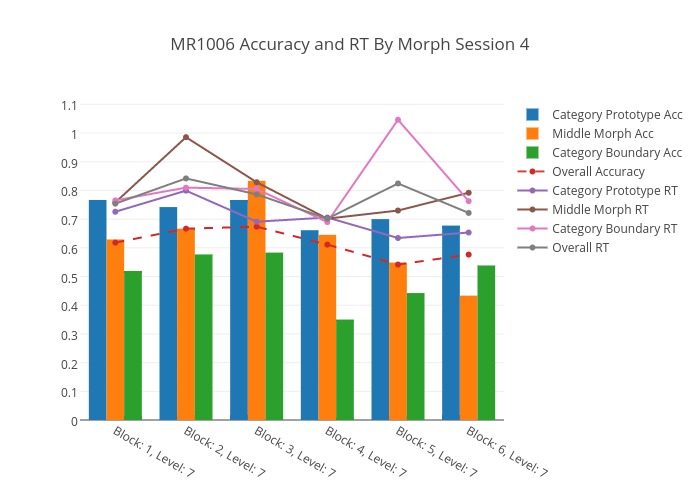 MR1006 Accuracy and RT By Morph Session 4
1.1
1
0.9
0.8
0.7
0.6
0.5
0.4
0.3
0.2
0.1
0
Block: 1, Level: 7
Block: 2, Level: 7
Block: 3, Level: 7
Block: 4, Level: 7
Block: 5, Level: 7
Block: 6, Level: 7
Category Prototype Acc
Middle Morph Acc
Category Boundary Acc
Overall Accuracy
Category Prototype RT
Middle Morph RT
Category Boundary RT
Overall RT